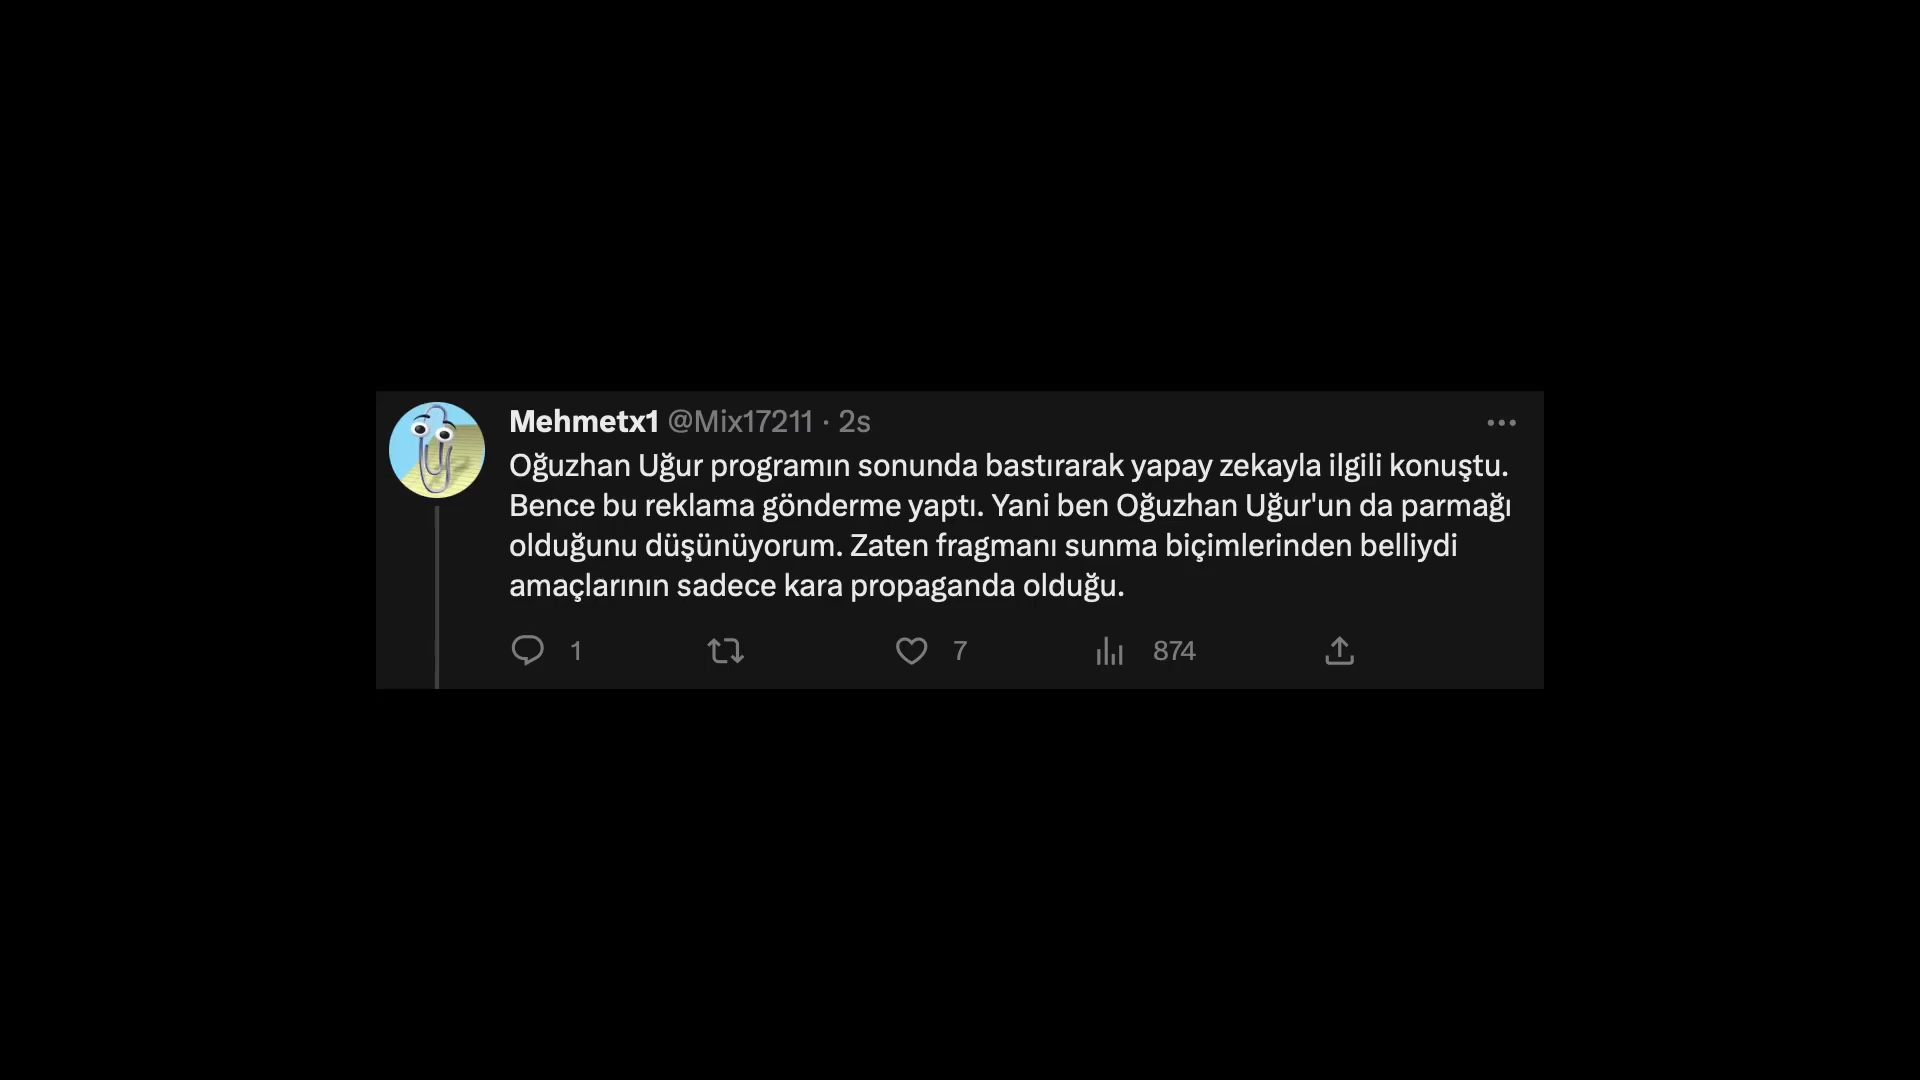 Mehmetx1 @Mix17211 · 2s
Oğuzhan Uğur programın sonunda bastırarak yapay zekayla ilgili konuştu.
Bence bu reklama gönderme yaptı. Yani ben Oğuzhan Uğur'un da parmağı
olduğunu düşünüyorum. Zaten fragmanı sunma biçimlerinden belliydi
amaçlarının sadece kara propaganda olduğu.
1 7 874